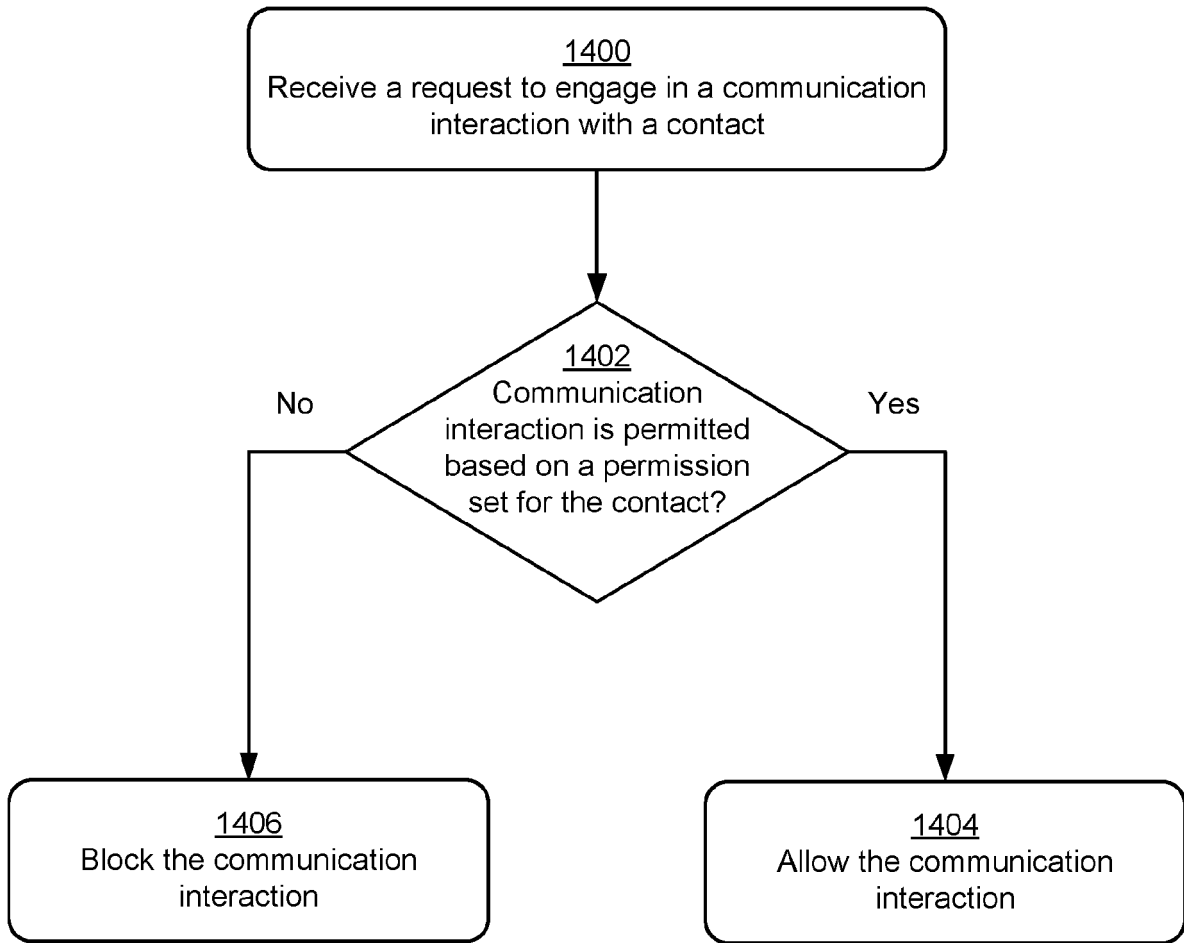 1400
Receive a request to engage in a communication
interaction with a contact
1402
Communication
interaction is permitted
based on a permission
set for the contact?
No
Yes
1406
Block the communication
interaction
1404
Allow the communication
interaction